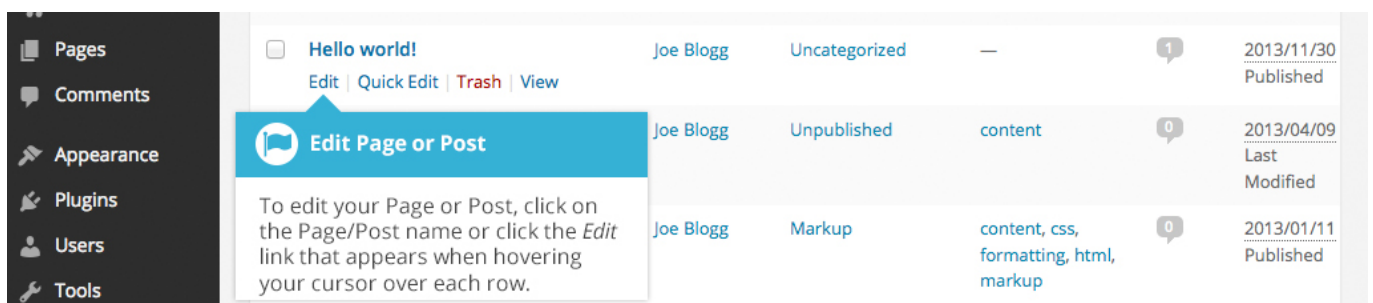 Pages
Comments
Appearance
Plugins
Users
Tools
Hello world!
Edit | Quick Edit | Trash | View
Joe Blogg
Uncategorized
—
1
2013/11/30
Published
Edit Page or Post
To edit your Page or Post, click on
the Page/Post name or click the Edit
link that appears when hovering
your cursor over each row.
Joe Blogg
Unpublished
content
0
2013/04/09
Last
Modified
Joe Blogg
Markup
content, css,
formatting, html,
markup
0
2013/01/11
Published